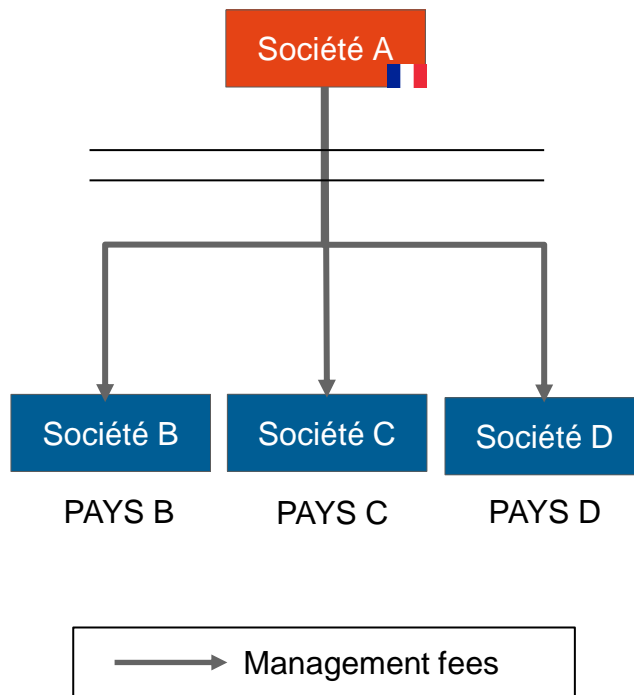 Société A
Société B
Société C
Société D
PAYS B
PAYS C
PAYS D
Management fees